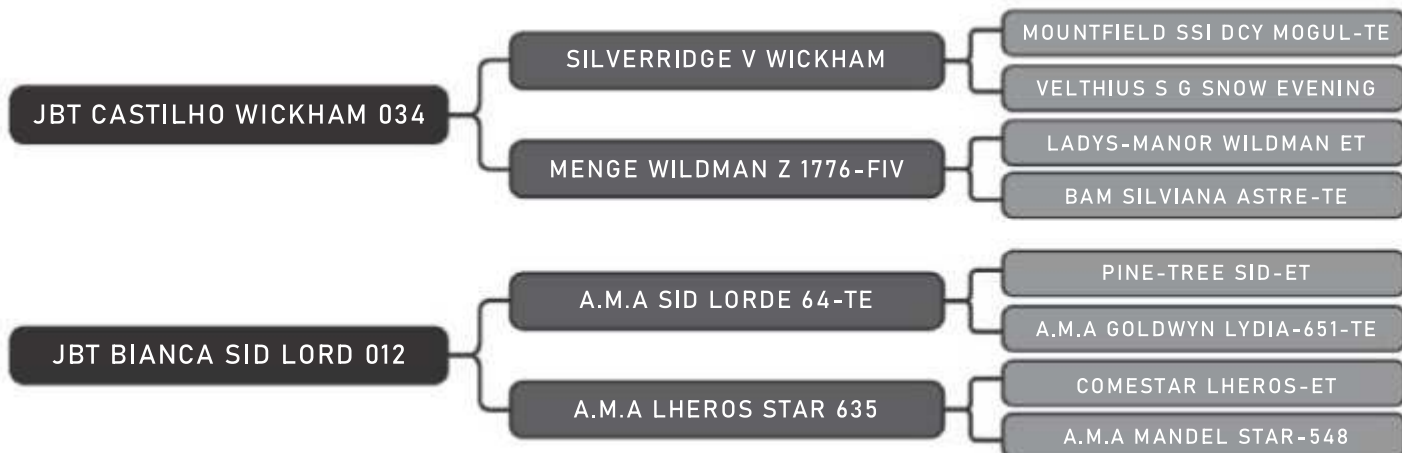 JBT CASTILHO WICKHAM 034
SILVERRIDGE V WICKHAM
MOUNTFIELD SSI DCY MOGUL-TE
VELTHIUS S G SNOW EVENING
MENGE WILDMAN Z 1776-FIV
LADYS-MANOR WILDMAN ET
BAM SILVIANA ASTRE-TE
JBT BIANCA SID LORD 012
A.M.A SID LORDE 64-TE
PINE-TREE SID-ET
A.M.A GOLDWYN LYDIA-651-TE
A.M.A LHEROS STAR 635
COMESTAR LHEROS-ET
A.M.A MANDEL STAR-548